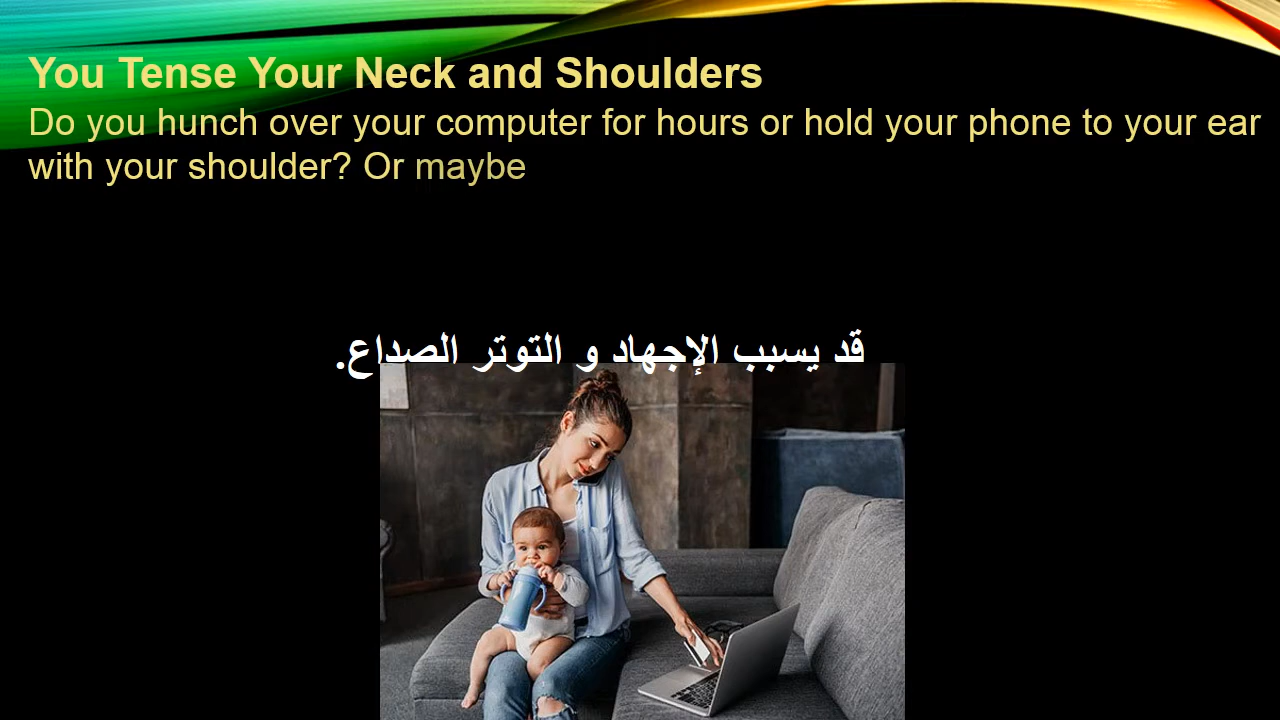 You Tense Your Neck and Shoulders
Do you hunch over your computer for hours or hold your phone to your ear
with your shoulder? Or maybe
قد يسبب الإجهاد و التوتر الصداع.